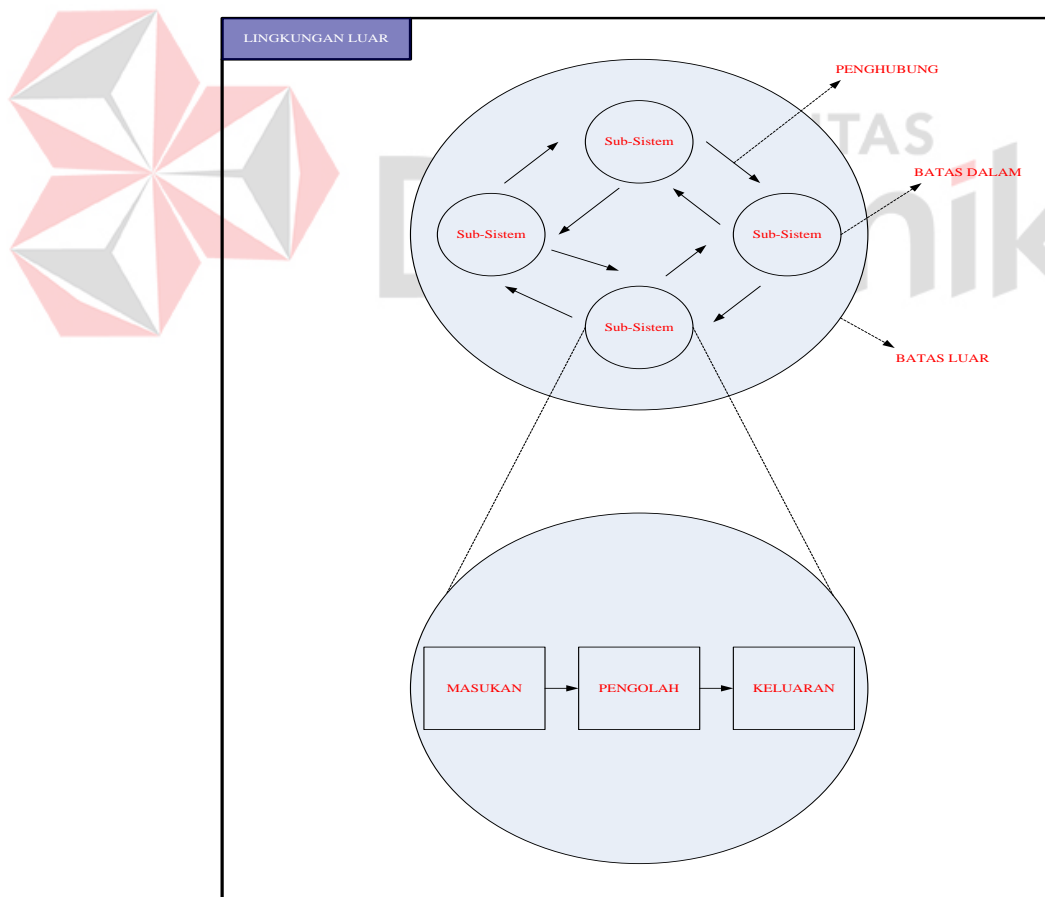 LINGKUNGAN LUAR
PENGHUBUNG
Sub-Sistem
BATAS DALAM
Sub-Sistem
Sub-Sistem
Sub-Sistem
BATAS LUAR
MASUKAN
PENGOLAH
KELUARAN